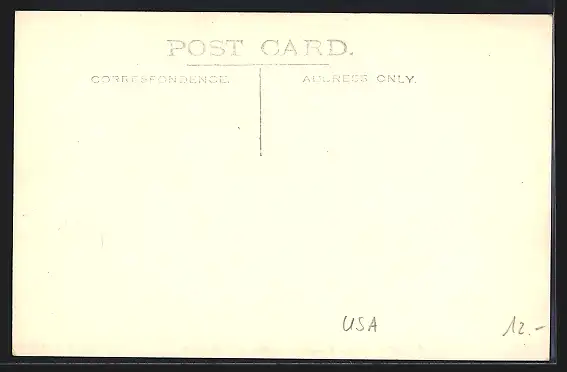 POST CARD.
CORRESPONDENCE. ADDRESS ONLY.
USA 12.-